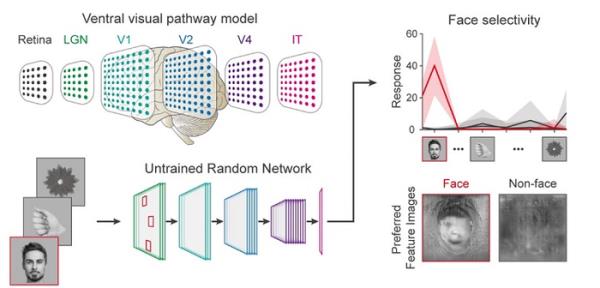 Ventral visual pathway model
Retina LGN V1 V2 V4 IT
Untrained Random Network
Face selectivity
Response
60
40
20
0
••• •••
Preferred
Feature Images
Face Non-face